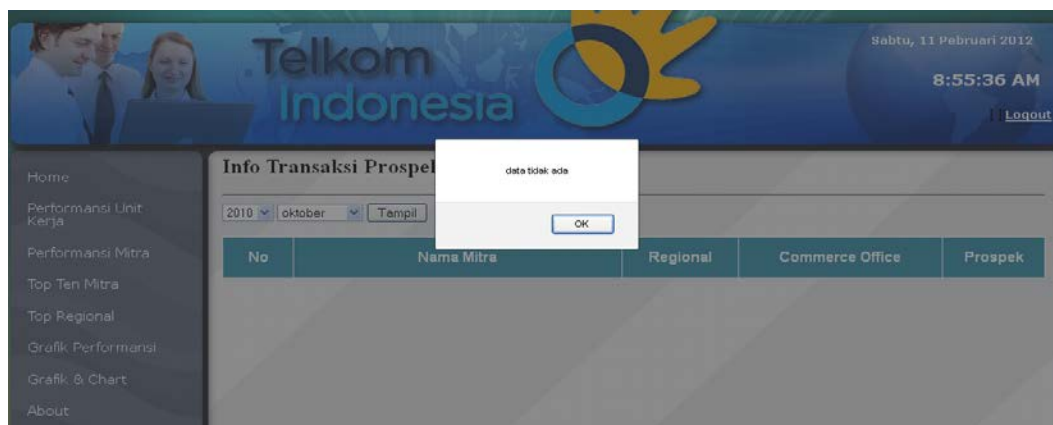 Telkom
Indonesia
Sabtu, 11 Pebruari 2012
8:55:36 AM
Logout
Home
Performansi Unit
Kerja
Performansi Mitra
Top Ten Mitra
Top Regional
Grafik Performansi
Grafik & Chart
About
Info Transaksi Prospek
2010 oktober Tampil
data tidak ada
OK
No Nama Mitra Regional Commerce Office Prospek